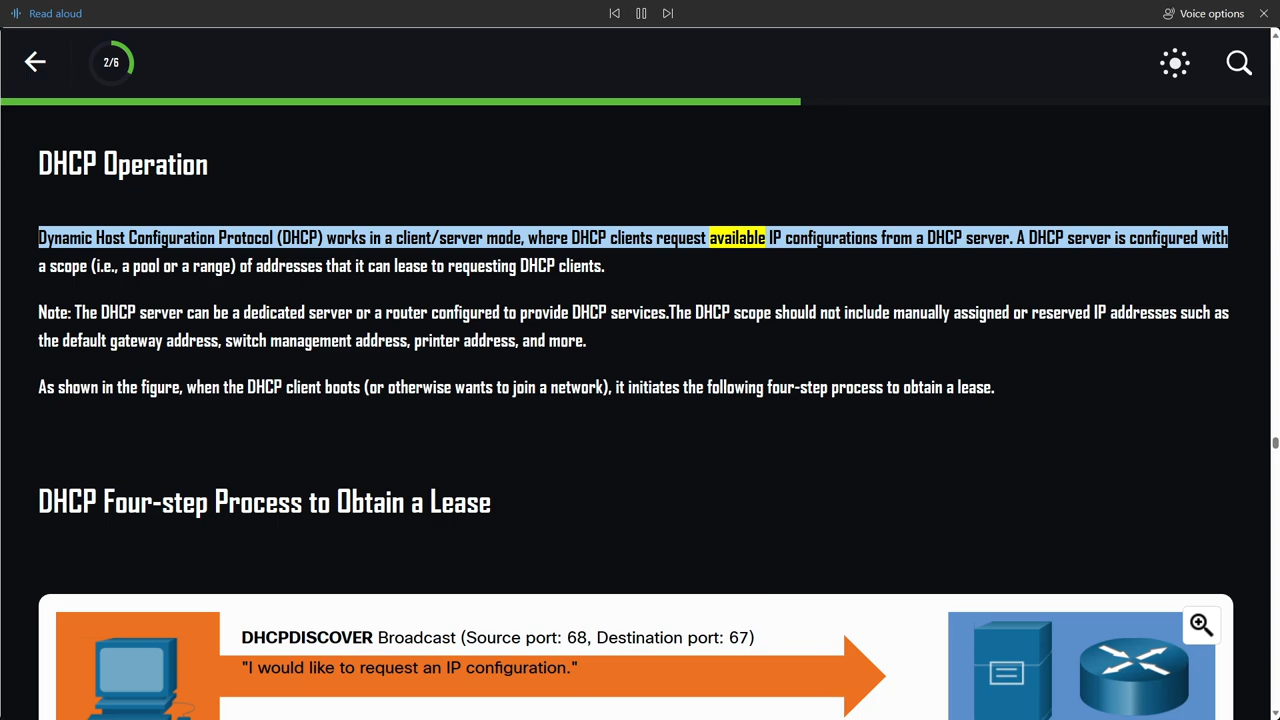 Read aloud
Voice options
2/6
DHCP Operation
Dynamic Host Configuration Protocol (DHCP) works in a client/server mode, where DHCP clients request available IP configurations from a DHCP server. A DHCP server is configured with
a scope (i.e., a pool or a range) of addresses that it can lease to requesting DHCP clients.
Note: The DHCP server can be a dedicated server or a router configured to provide DHCP services.The DHCP scope should not include manually assigned or reserved IP addresses such as
the default gateway address, switch management address, printer address, and more.
As shown in the figure, when the DHCP client boots (or otherwise wants to join a network), it initiates the following four-step process to obtain a lease.
DHCP Four-step Process to Obtain a Lease
DHCPDISCOVER Broadcast (Source port: 68, Destination port: 67)
"I would like to request an IP configuration."